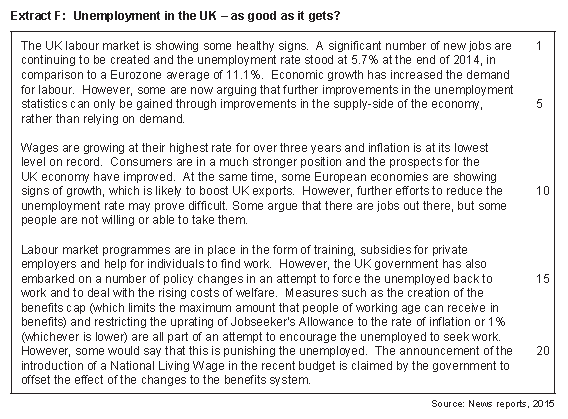 Extract F: Unemployment in the UK – as good as it gets?
The UK labour market is showing some healthy signs. A significant number of new jobs are 1
continuing to be created and the unemployment rate stood at 5.7% at the end of 2014, in
comparison to a Eurozone average of 11.1%. Economic growth has increased the demand
for labour. However, some are now arguing that further improvements in the unemployment
statistics can only be gained through improvements in the supply-side of the economy, 5
rather than relying on demand.
Wages are growing at their highest rate for over three years and inflation is at its lowest
level on record. Consumers are in a much stronger position and the prospects for the
UK economy have improved. At the same time, some European economies are showing
signs of growth, which is likely to boost UK exports. However, further efforts to reduce the 10
unemployment rate may prove difficult. Some argue that there are jobs out there, but some
people are not willing or able to take them.
Labour market programmes are in place in the form of training, subsidies for private
employers and help for individuals to find work. However, the UK government has also
embarked on a number of policy changes in an attempt to force the unemployed back to 15
work and to deal with the rising costs of welfare. Measures such as the creation of the
benefits cap (which limits the maximum amount that people of working age can receive in
benefits) and restricting the uprating of Jobseeker's Allowance to the rate of inflation or 1%
(whichever is lower) are all part of an attempt to encourage the unemployed to seek work.
However, some would say that this is punishing the unemployed. The announcement of the 20
introduction of a National Living Wage in the recent budget is claimed by the government to
offset the effect of the changes to the benefits system.
Source: News reports, 2015